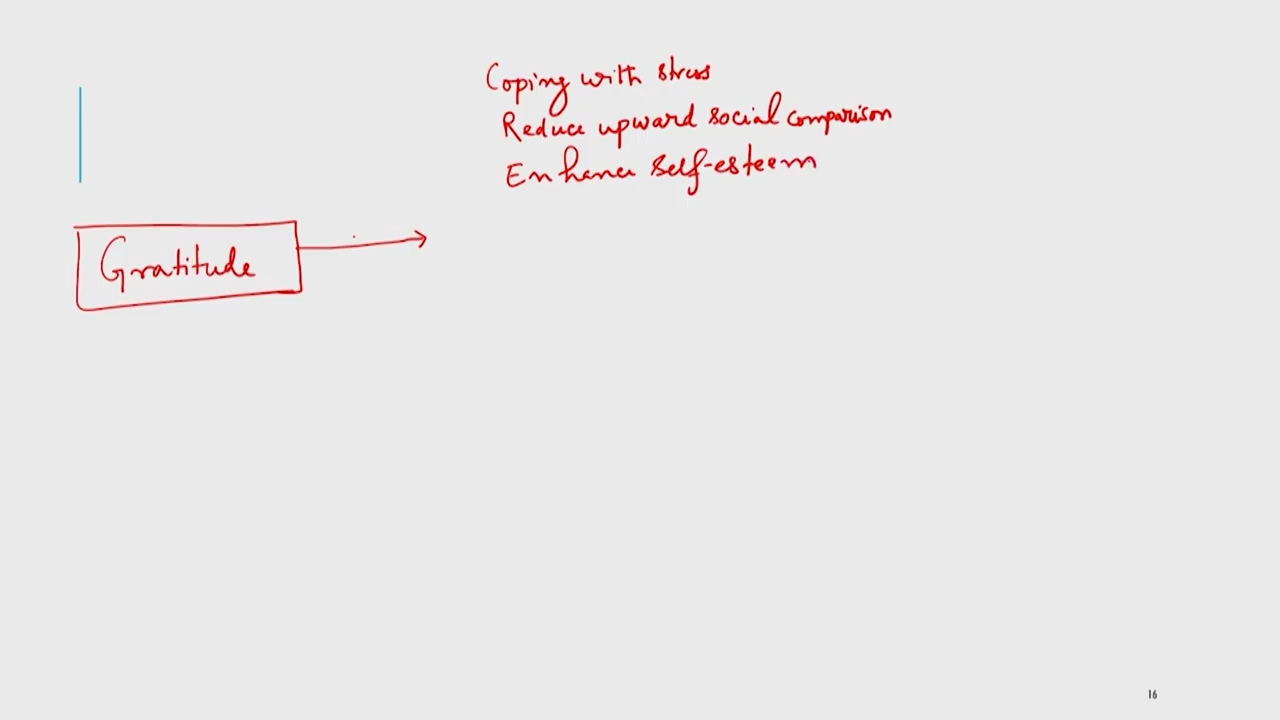 Coping with stress
Reduce upward social comparison
Enhance self-esteem
Gratitude
16